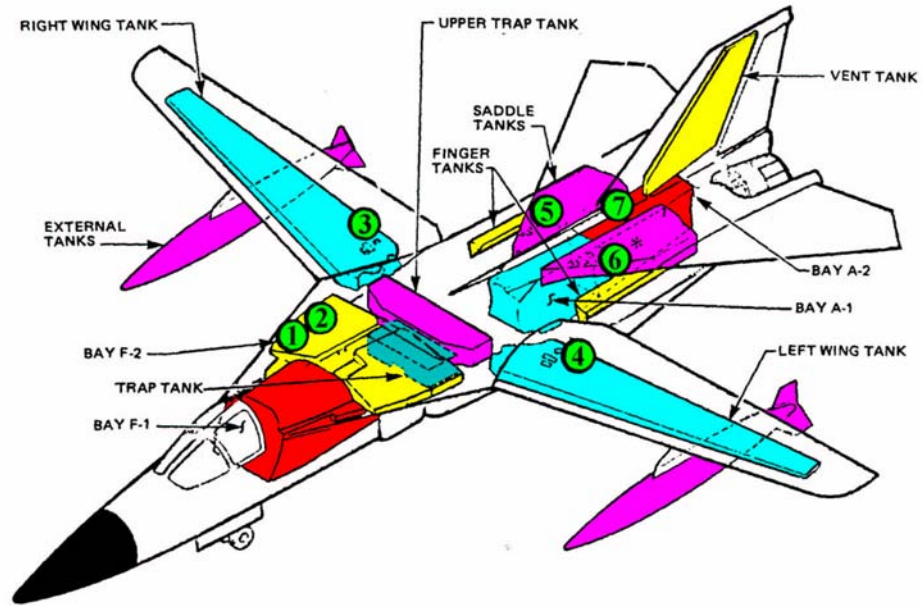 RIGHT WING TANK
UPPER TRAP TANK
VENT TANK
SADDLE
TANKS
FINGER
TANKS
3
5
7
EXTERNAL
TANKS
6
*
BAY A-2
1
2
BAY A-1
BAY F-2
4
LEFT WING TANK
TRAP TANK
BAY F-1